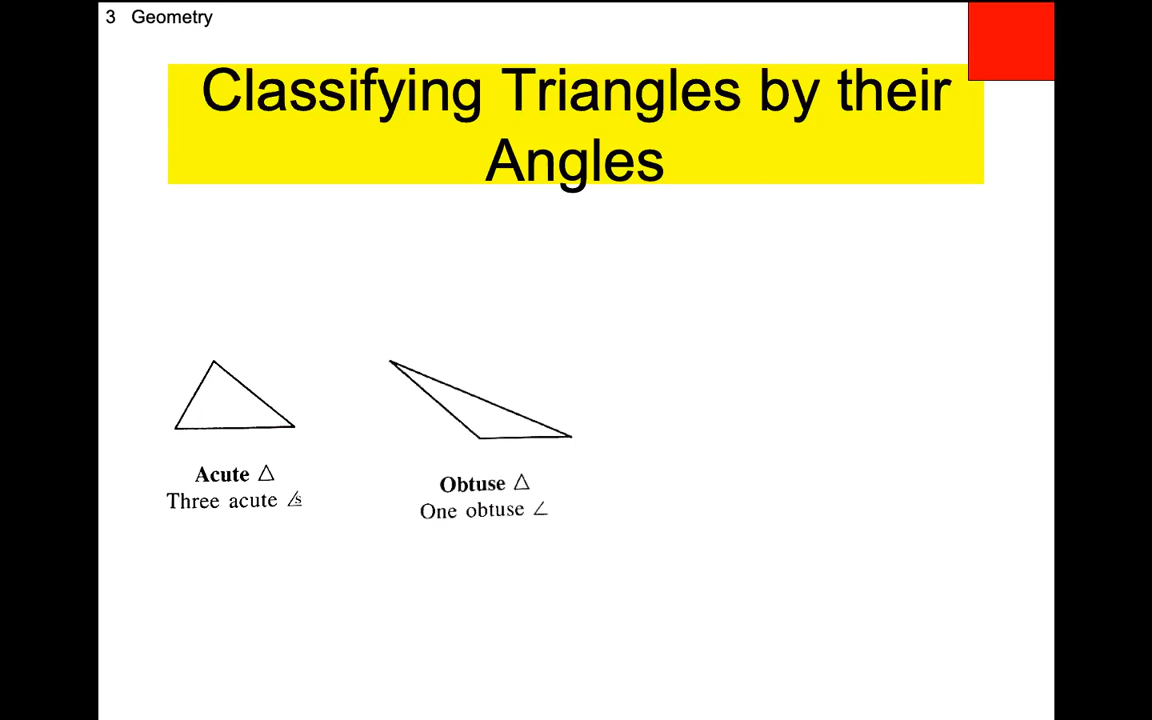 3 Geometry
Classifying Triangles by their
Angles
Acute △
Three acute ∠s
Obtuse △
One obtuse ∠